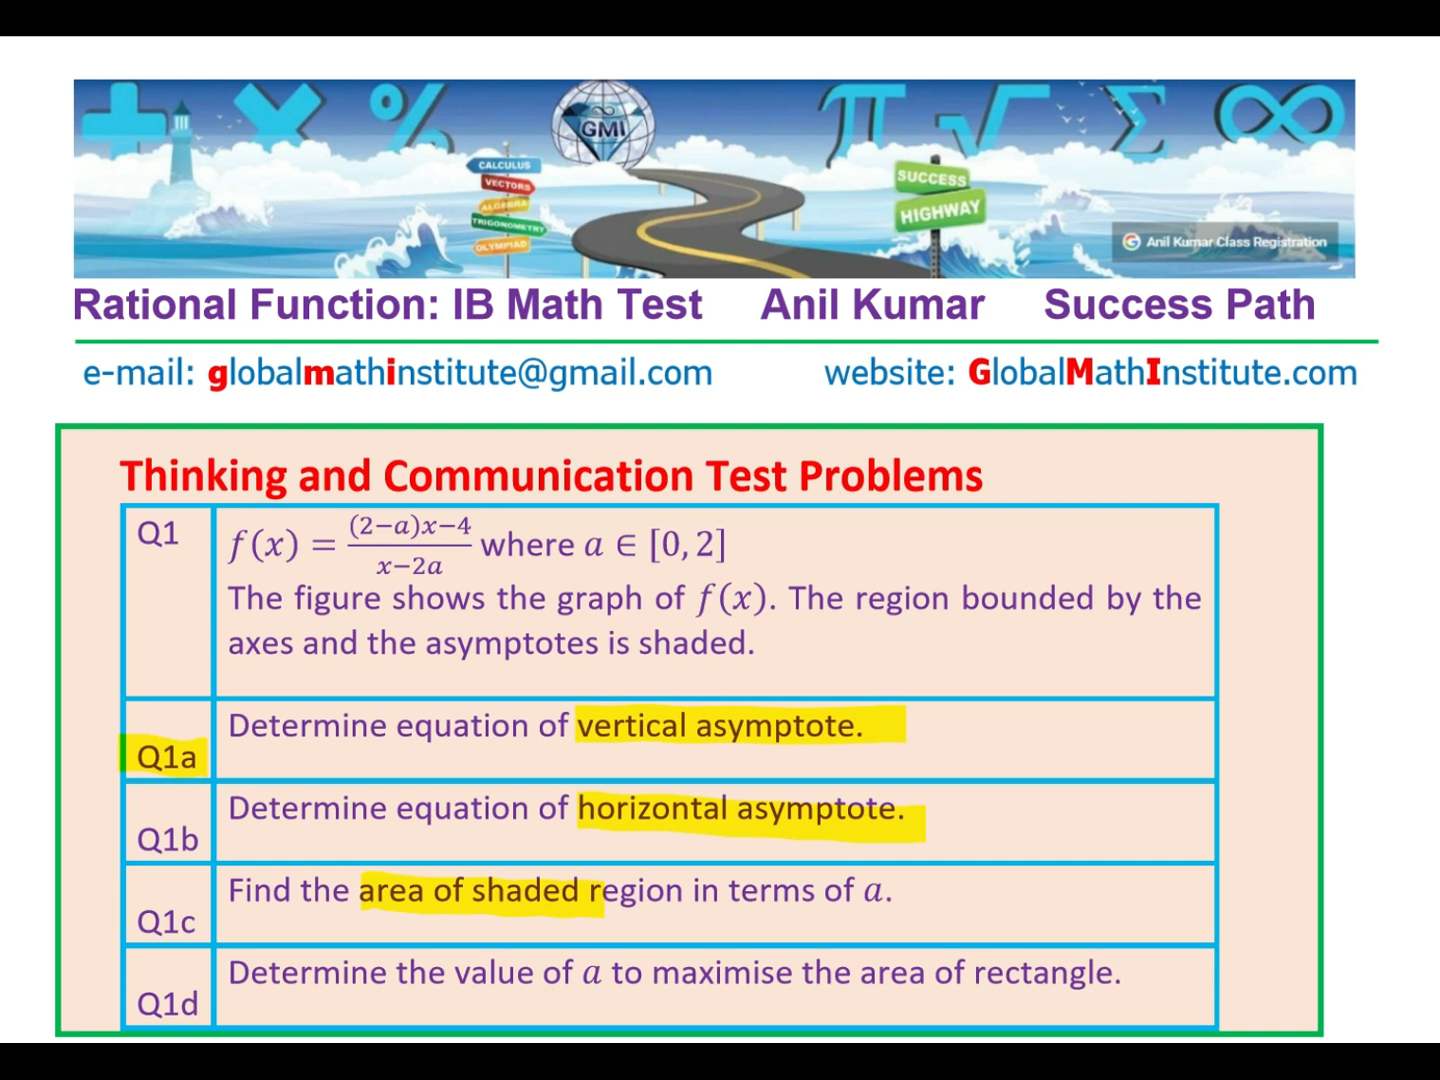 GMI
CALCULUS
VECTORS
ALGEBRA
TRIGONOMETRY
OLYMPIAD
SUCCESS
HIGHWAY
Anil Kumar Class Registration
Rational Function: IB Math Test Anil Kumar Success Path
e-mail: globalmathinstitute@gmail.com website: GlobalMathInstitute.com
Thinking and Communication Test Problems
Q1 f(x) = \frac{(2-a)x-4}{x-2a} where a ∈ [0, 2]
The figure shows the graph of f(x). The region bounded by the
axes and the asymptotes is shaded.
Q1a Determine equation of vertical asymptote.
Q1b Determine equation of horizontal asymptote.
Q1c Find the area of shaded region in terms of a.
Q1d Determine the value of a to maximise the area of rectangle.